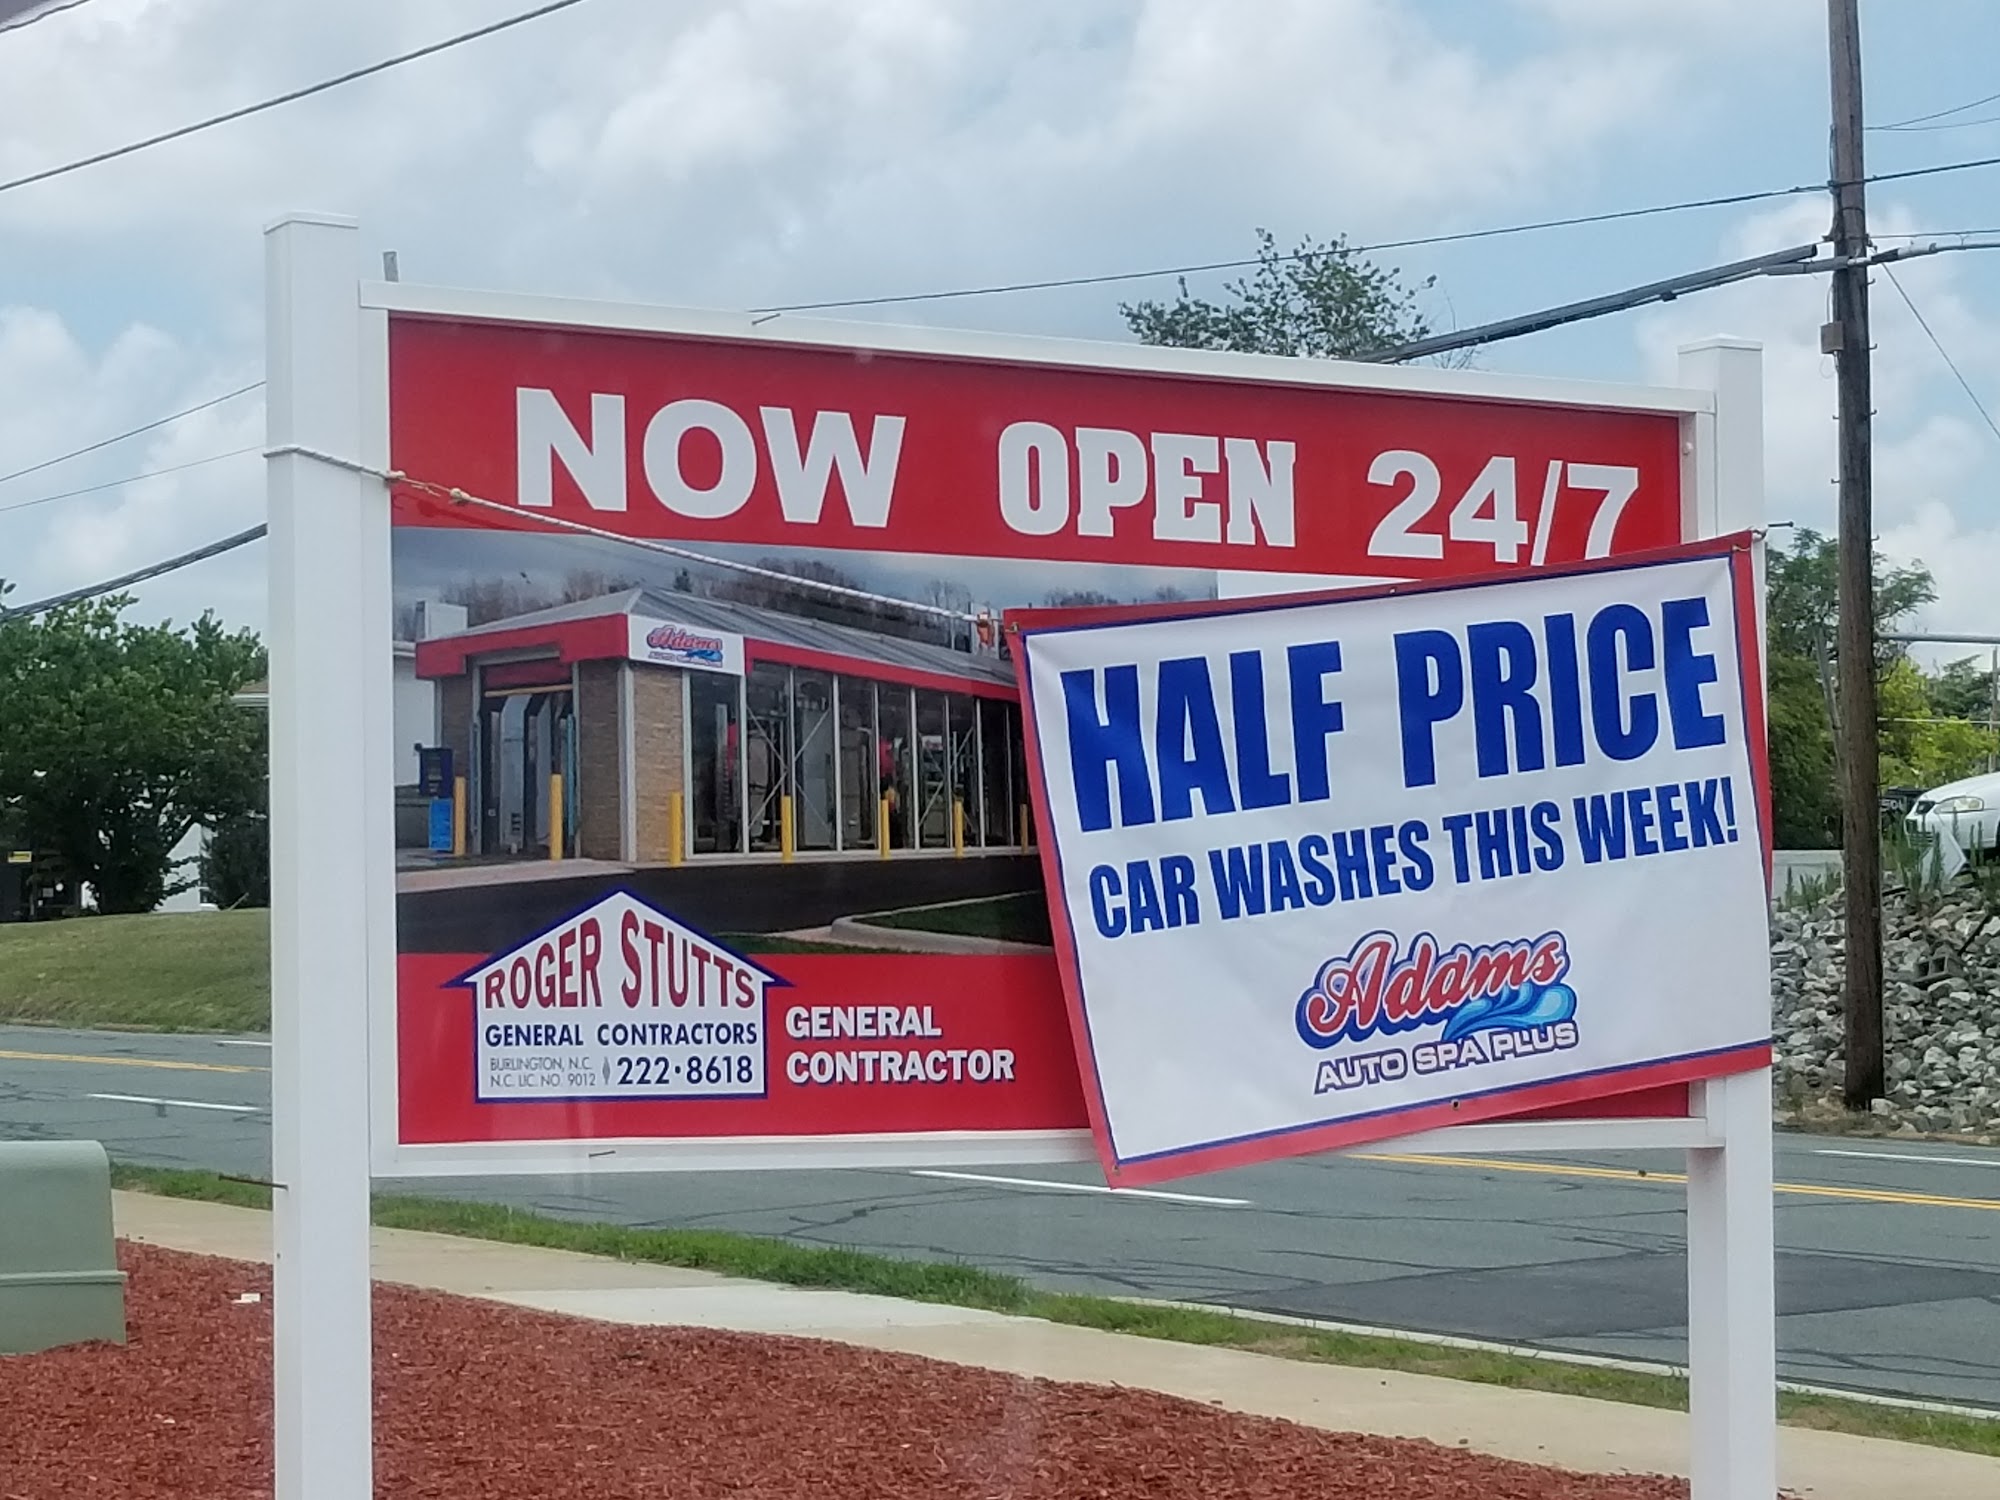 NOW OPEN 24/7
Adams
HALF PRICE
CAR WASHES THIS WEEK!
Adams
AUTO SPA PLUS
ROGER STUTTS
GENERAL CONTRACTORS
BURLINGTON, N.C.
N.C. LIC. NO. 9012
222•8618
GENERAL
CONTRACTOR